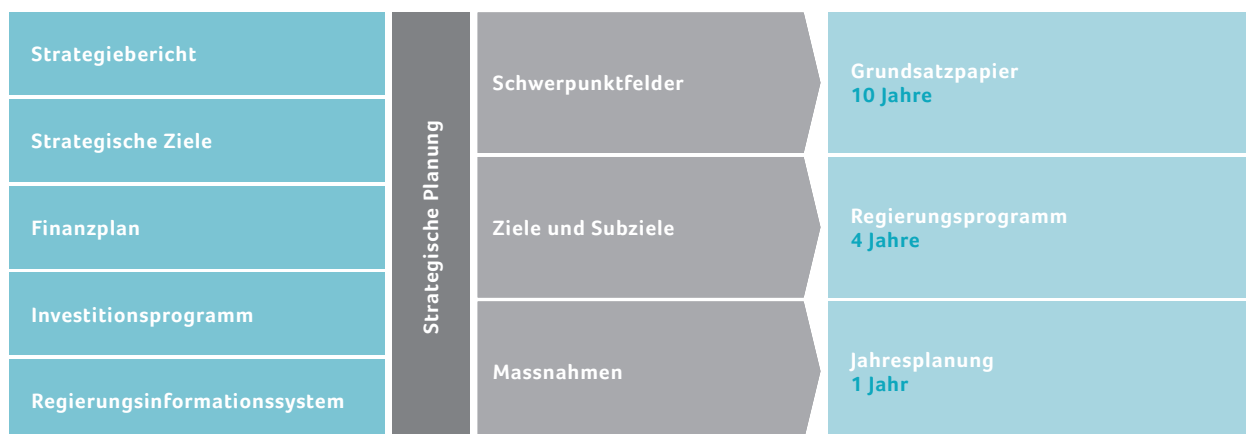 Strategiebericht
Strategische Ziele
Finanzplan
Investitionsprogramm
Regierungsinformationssystem
Strategische Planung
Schwerpunktfelder
Ziele und Subziele
Massnahmen
Grundsatzpapier
10 Jahre
Regierungsprogramm
4 Jahre
Jahresplanung
1 Jahr